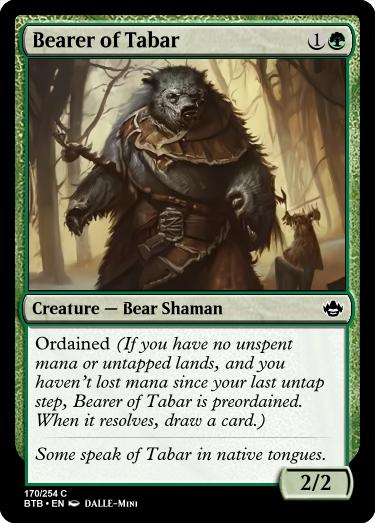 Bearer of Tabar 1
Creature — Bear Shaman
Ordained (If you have no unspent
mana or untapped lands, and you
haven't lost mana since your last untap
step, Bearer of Tabar is preordained.
When it resolves, draw a card.)
Some speak of Tabar in native tongues.
2/2
170/254 C
BTB • EN DALLE-Mini